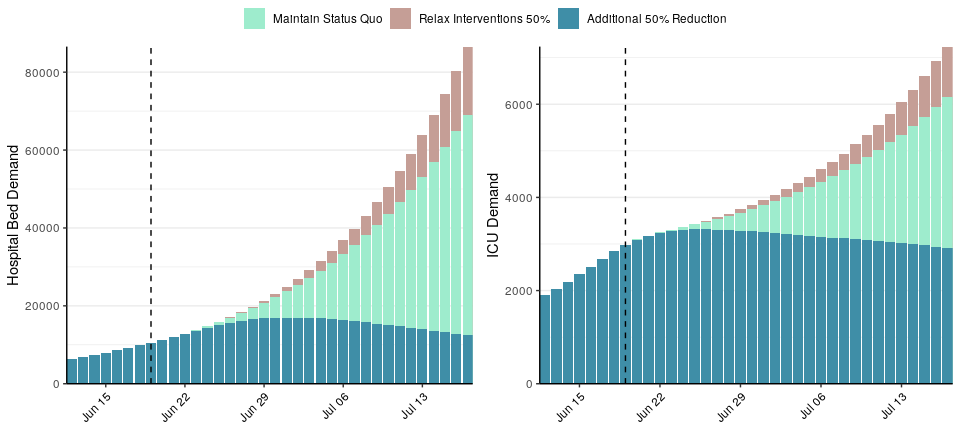 Maintain Status Quo Relax Interventions 50% Additional 50% Reduction
Hospital Bed Demand
80000
60000
40000
20000
0
Jun 15 Jun 22 Jun 29 Jul 06 Jul 13
ICU Demand
6000
4000
2000
0
Jun 15 Jun 22 Jun 29 Jul 06 Jul 13